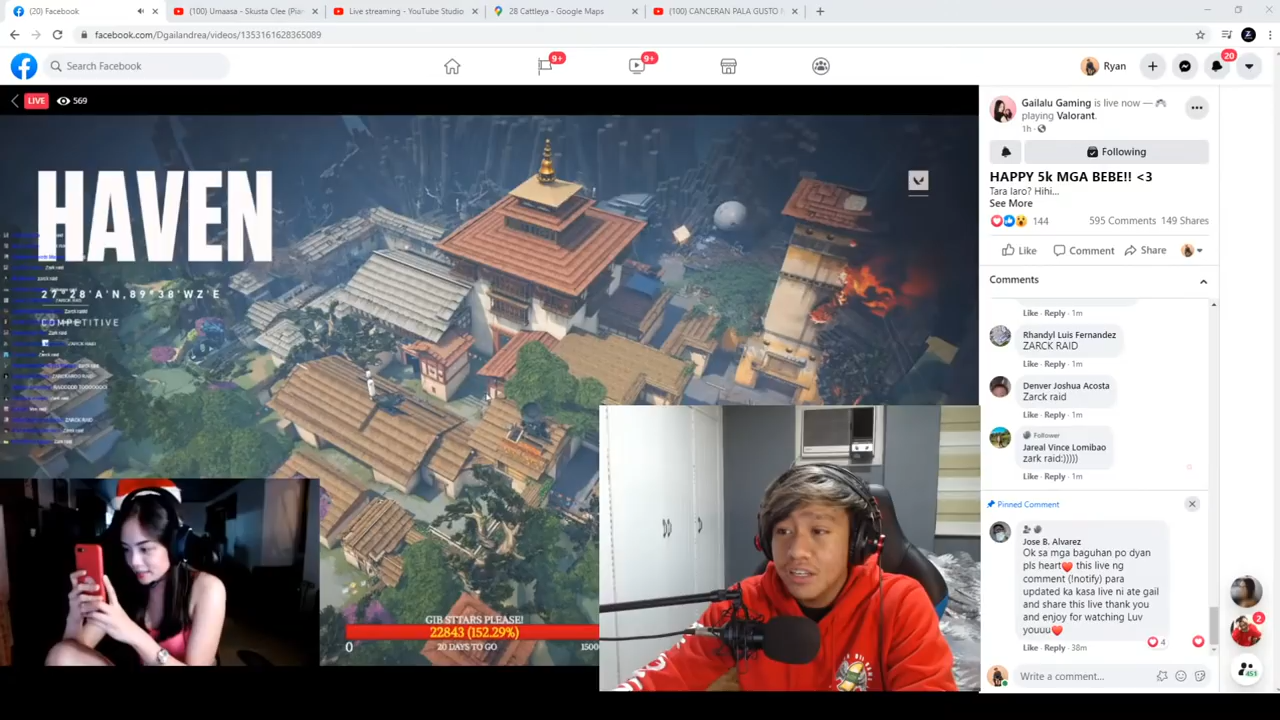 (20) Facebook
(100) Umaasa - Skusta Clee (Pian
Live streaming - YouTube Studio
28 Cattleya - Google Maps
(100) CANCERAN PALA GUSTO
facebook.com/Dgailandrea/videos/1353161628365089
Search Facebook
9+
9+
Ryan
20
LIVE
569
HAVEN
27°28'A'N,89°38'WZ'E
COMPETITIVE
Gailalu Gaming is live now —
playing Valorant.
1h
Following
HAPPY 5k MGA BEBE!! <3
Tara laro? Hihi...
See More
144
595 Comments 149 Shares
Like
Comment
Share
Comments
Like · Reply · 1m
Rhandyl Luis Fernandez
ZARCK RAID
Like · Reply · 1m
Denver Joshua Acosta
Zarck raid
Like · Reply · 1m
Follower
Jareal Vince Lomibao
zark raid:)))))
Like · Reply · 1m
Pinned Comment
Jose B. Alvarez
Ok sa mga baguhan po dyan
pls heart❤️ this live ng
comment (!notify) para
updated ka kasa live ni ate gail
and share this live thank you
and enjoy for watching Luv
youuu❤️
4
Like · Reply · 38m
Write a comment...
2
451
GIB STTARS PLEASE!
22843 (152.29%)
0
20 DAYS TO GO
1500